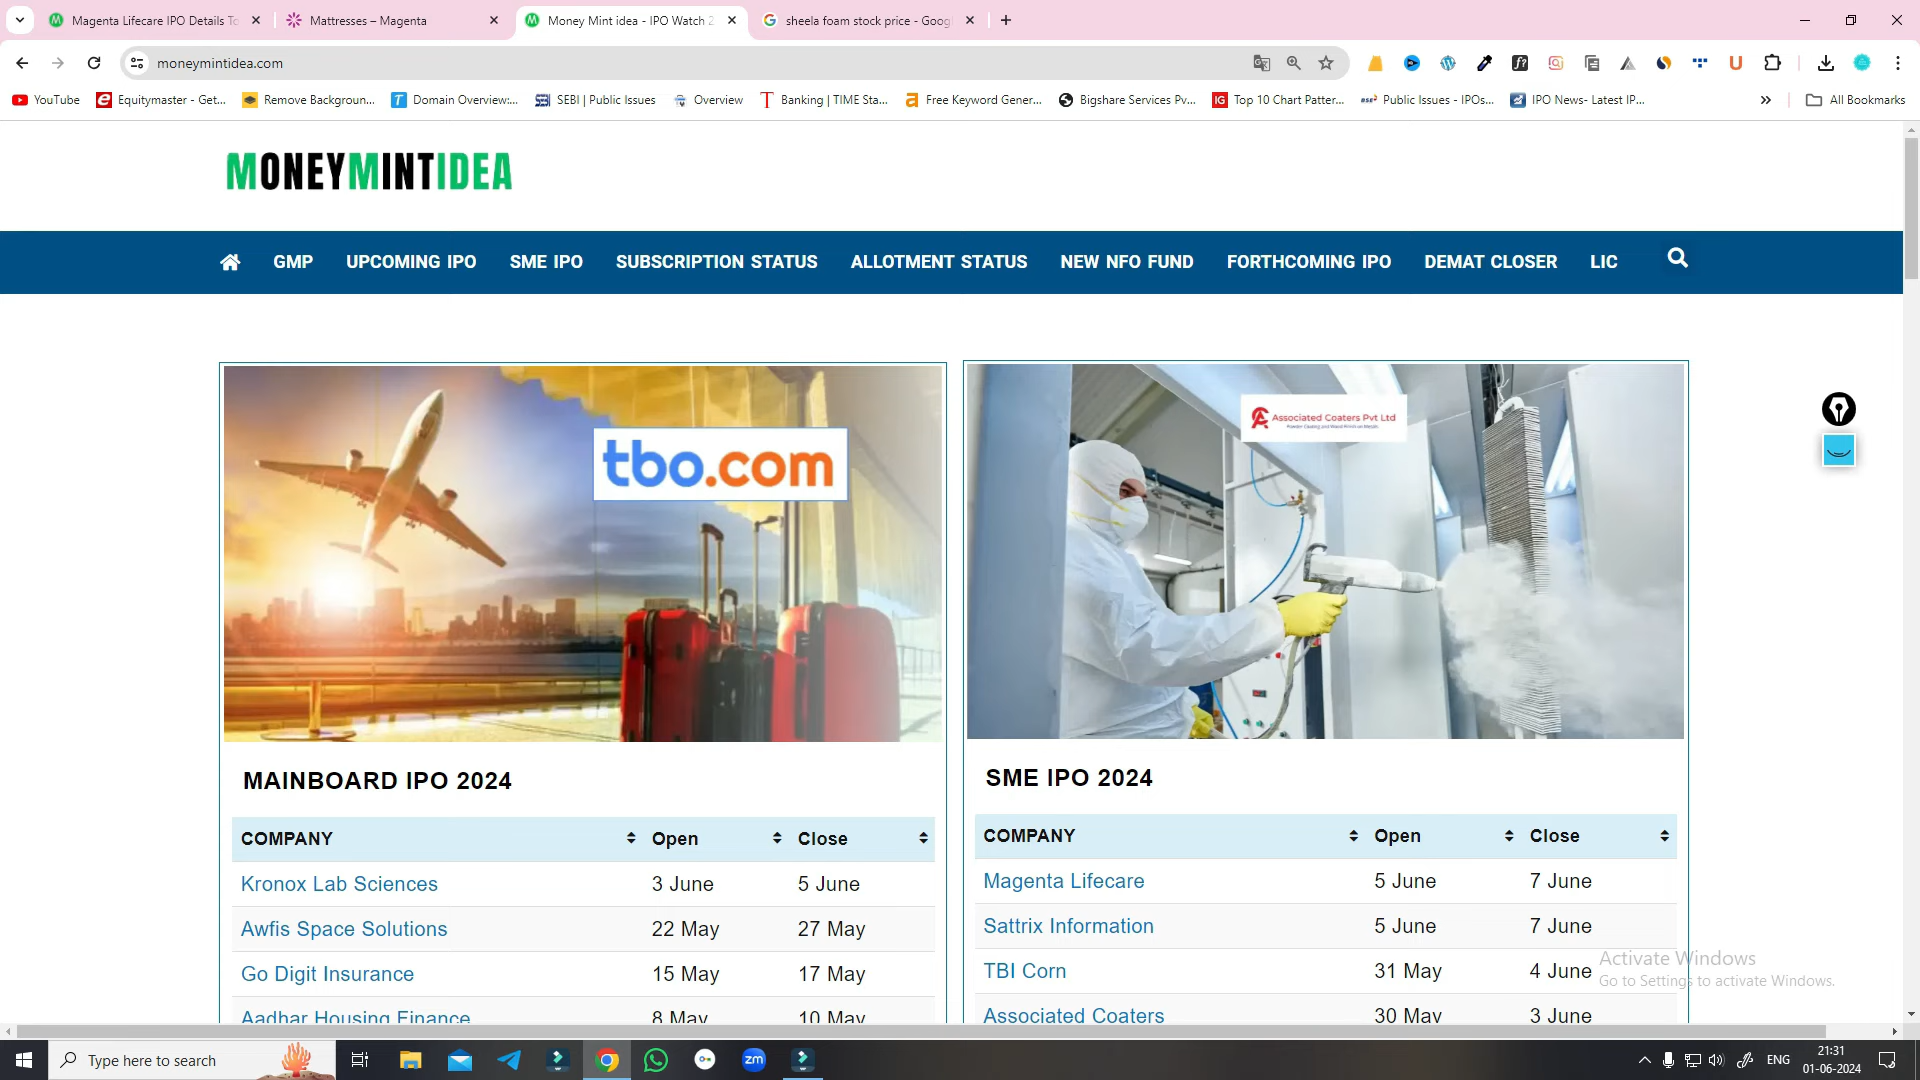 Magenta Lifecare IPO Details To
Mattresses – Magenta
Money Mint idea - IPO Watch 2
sheela foam stock price - Goog
moneymintidea.com
YouTube
Equitymaster - Get...
Remove Backgroun...
Domain Overview:...
SEBI | Public Issues
Overview
Banking | TIME Sta...
Free Keyword Gener...
Bigshare Services Pv...
Top 10 Chart Patter...
Public Issues - IPOs...
IPO News- Latest IP...
All Bookmarks
MONEYMINTIDEA
GMP
UPCOMING IPO
SME IPO
SUBSCRIPTION STATUS
ALLOTMENT STATUS
NEW NFO FUND
FORTHCOMING IPO
DEMAT CLOSER
LIC
tbo.com
Associated Coaters Pvt Ltd
MAINBOARD IPO 2024
COMPANY Open Close
Kronox Lab Sciences 3 June 5 June
Awfis Space Solutions 22 May 27 May
Go Digit Insurance 15 May 17 May
Aadhar Housing Finance 8 May 10 May
SME IPO 2024
COMPANY Open Close
Magenta Lifecare 5 June 7 June
Sattrix Information 5 June 7 June
TBI Corn 31 May 4 June
Associated Coaters 30 May 3 June
Activate Windows
Go to Settings to activate Windows.
Type here to search
zm
ENG
21:31
01-06-2024